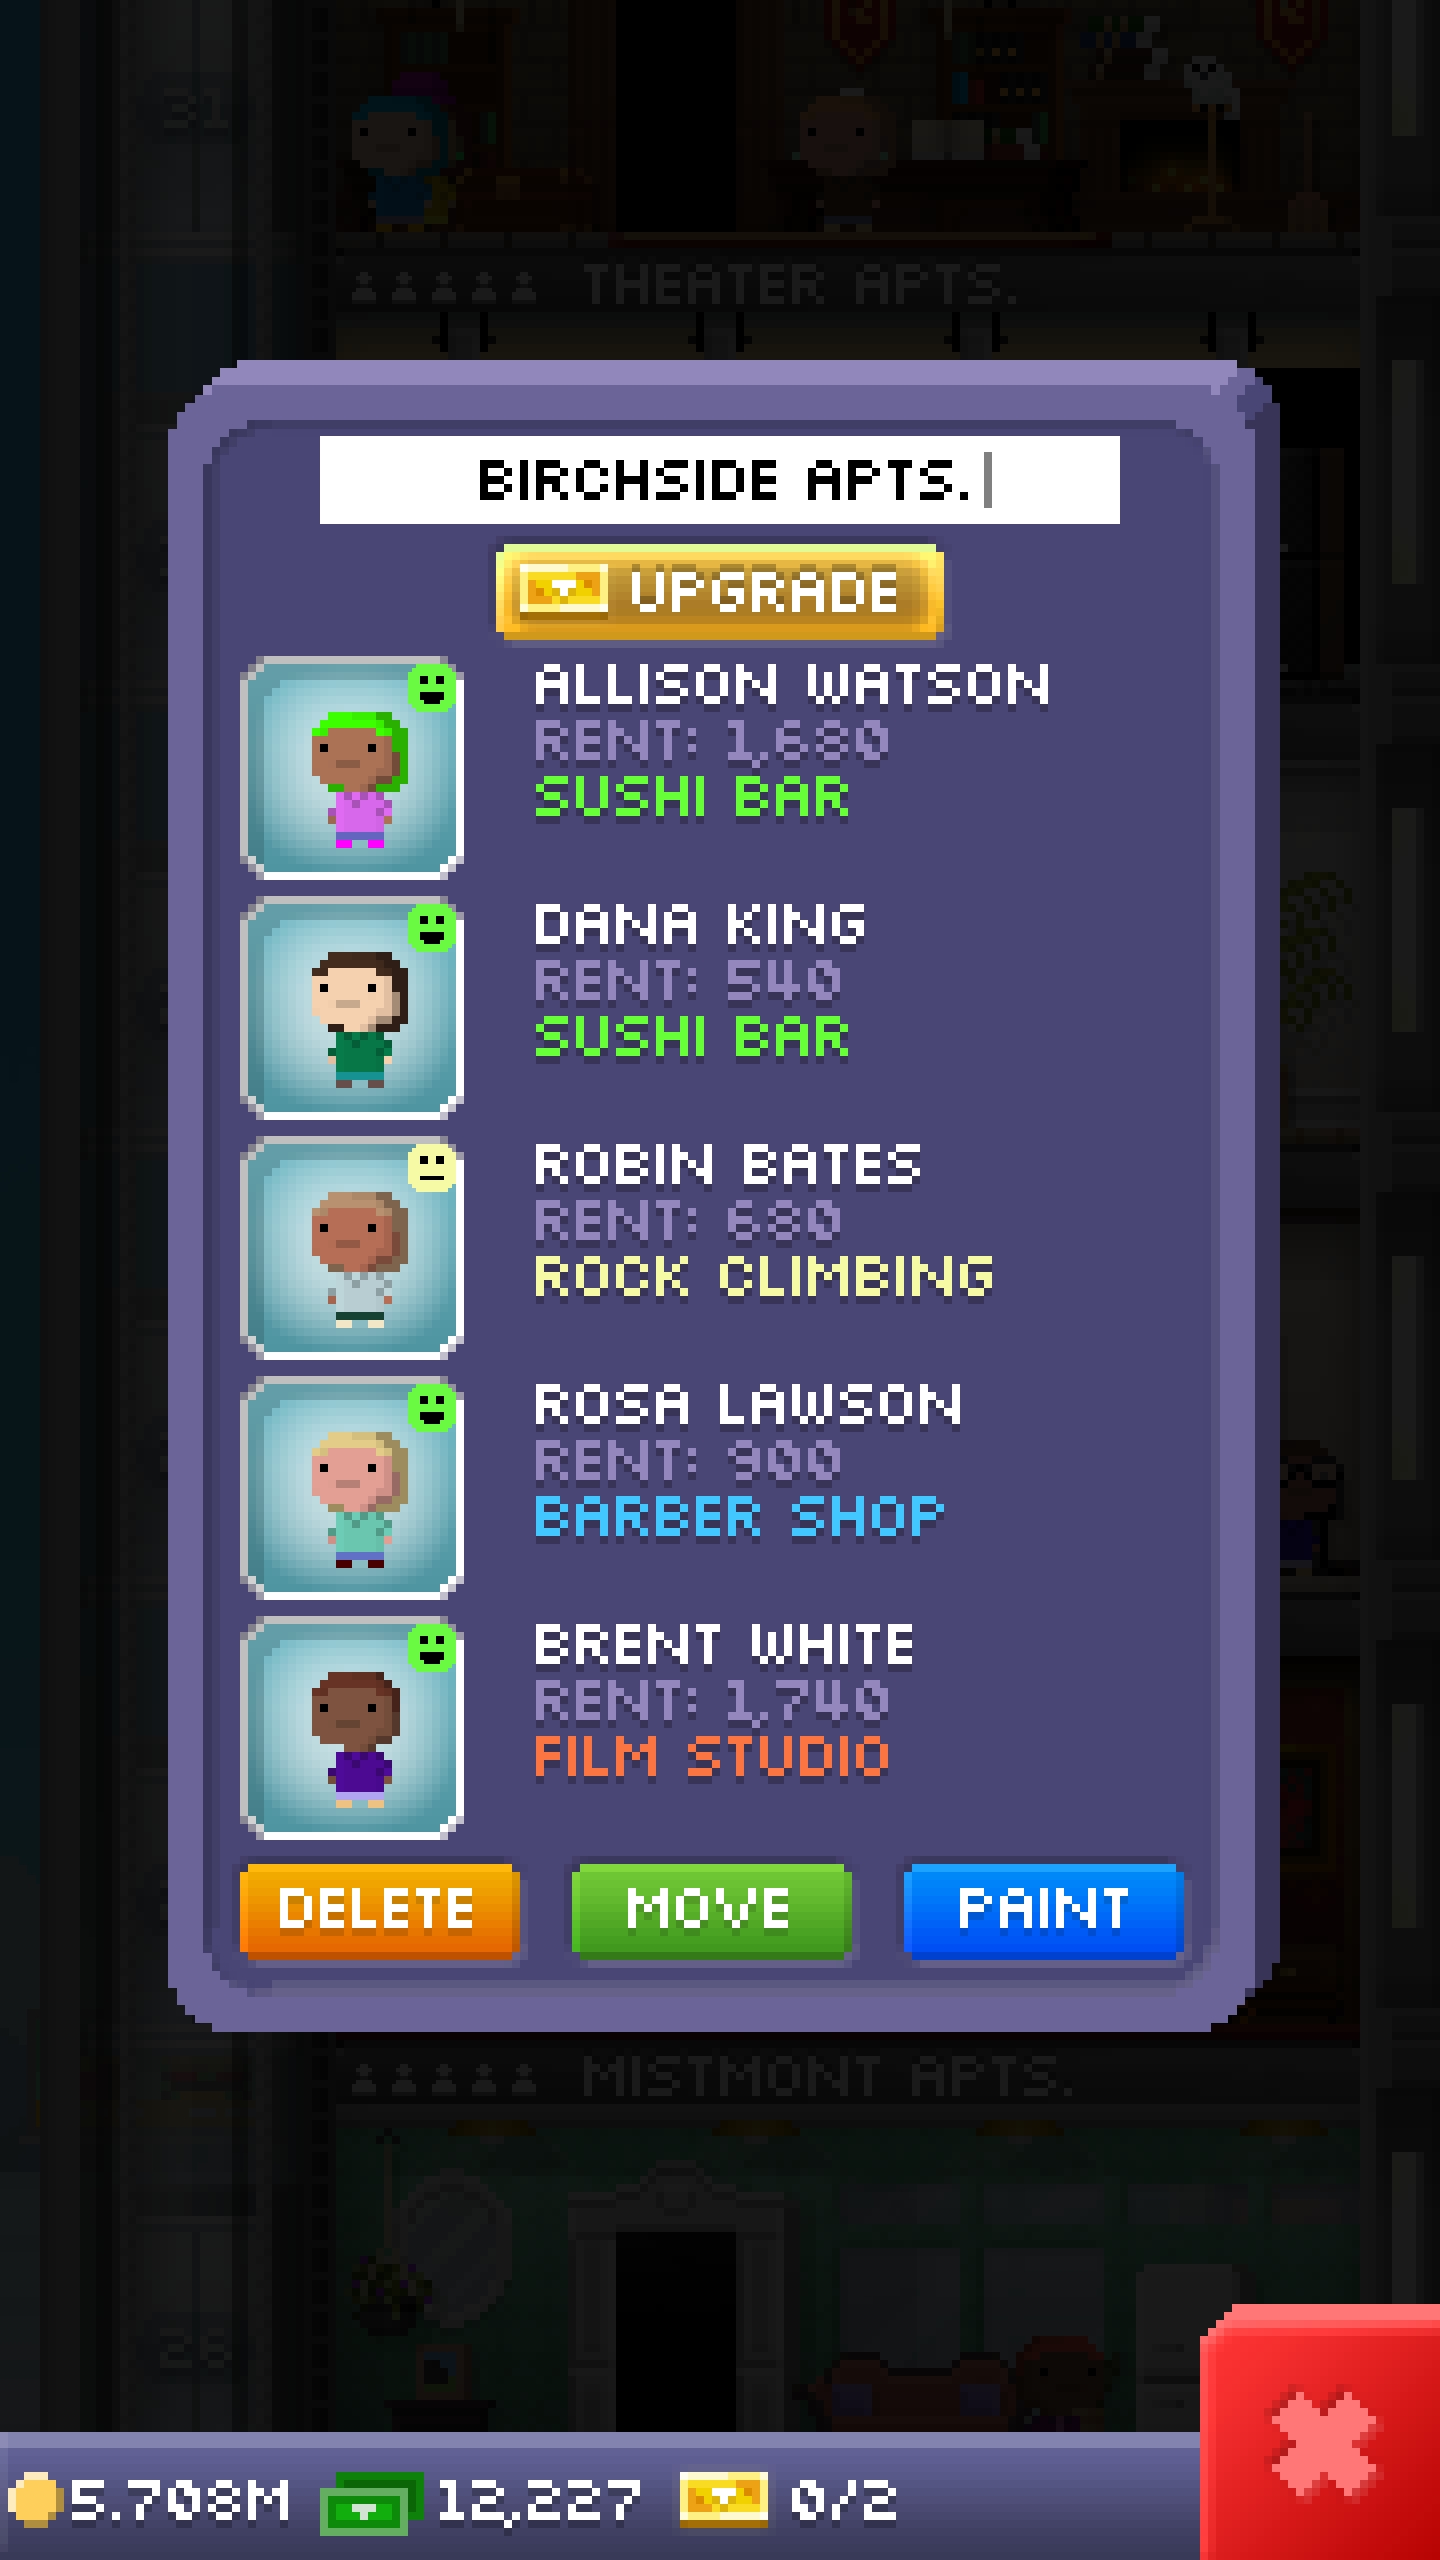 31
THEATER APTS.
BIRCHSIDE APTS.
UPGRADE
ALLISON WATSON
RENT: 1,680
SUSHI BAR
DANA KING
RENT: 540
SUSHI BAR
ROBIN BATES
RENT: 680
ROCK CLIMBING
ROSA LAWSON
RENT: 900
BARBER SHOP
BRENT WHITE
RENT: 1,740
FILM STUDIO
DELETE MOVE PAINT
MISTMONT APTS.
28
5.708M 12,227 0/2